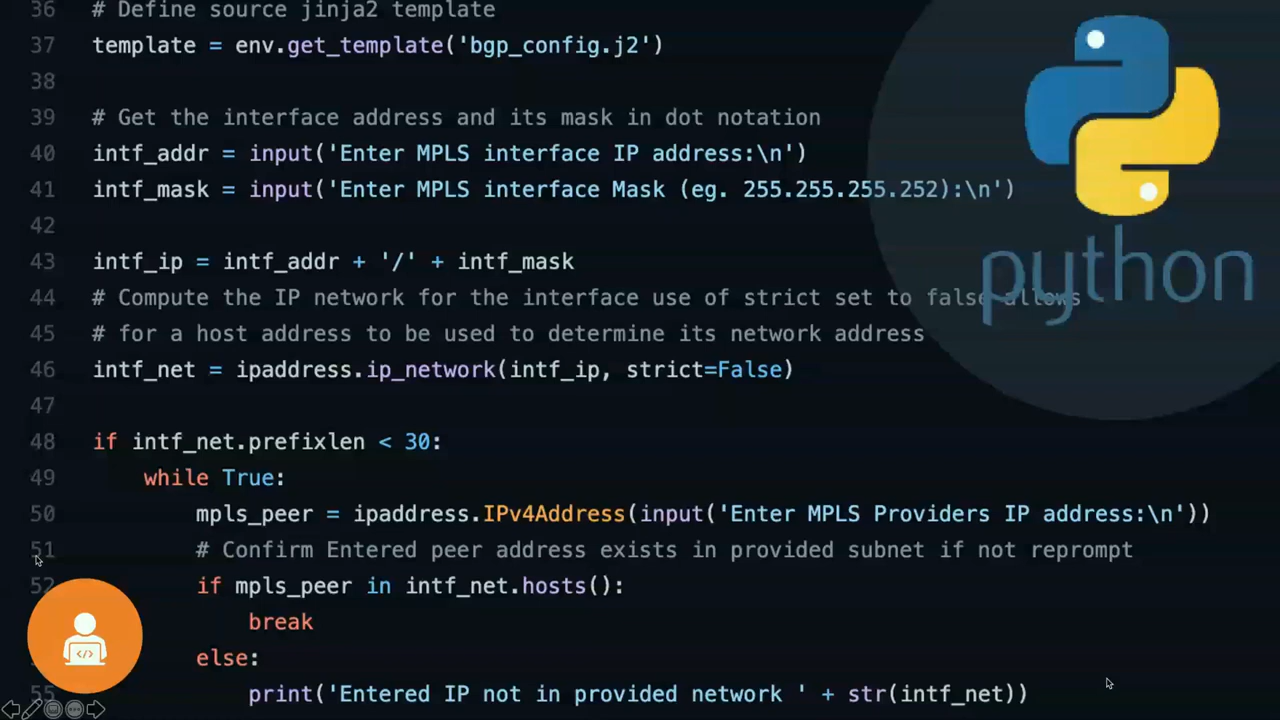 36 # Define source jinja2 template
37 template = env.get_template('bgp_config.j2')
38
39 # Get the interface address and its mask in dot notation
40 intf_addr = input('Enter MPLS interface IP address:\n')
41 intf_mask = input('Enter MPLS interface Mask (eg. 255.255.255.252):\n')
42
43 intf_ip = intf_addr + '/' + intf_mask
44 # Compute the IP network for the interface use of strict set to false allows
45 # for a host address to be used to determine its network address
46 intf_net = ipaddress.ip_network(intf_ip, strict=False)
47
48 if intf_net.prefixlen < 30:
49 while True:
50 mpls_peer = ipaddress.IPv4Address(input('Enter MPLS Providers IP address:\n'))
51 # Confirm Entered peer address exists in provided subnet if not reprompt
52 if mpls_peer in intf_net.hosts():
break
else:
55 print('Entered IP not in provided network ' + str(intf_net))
python